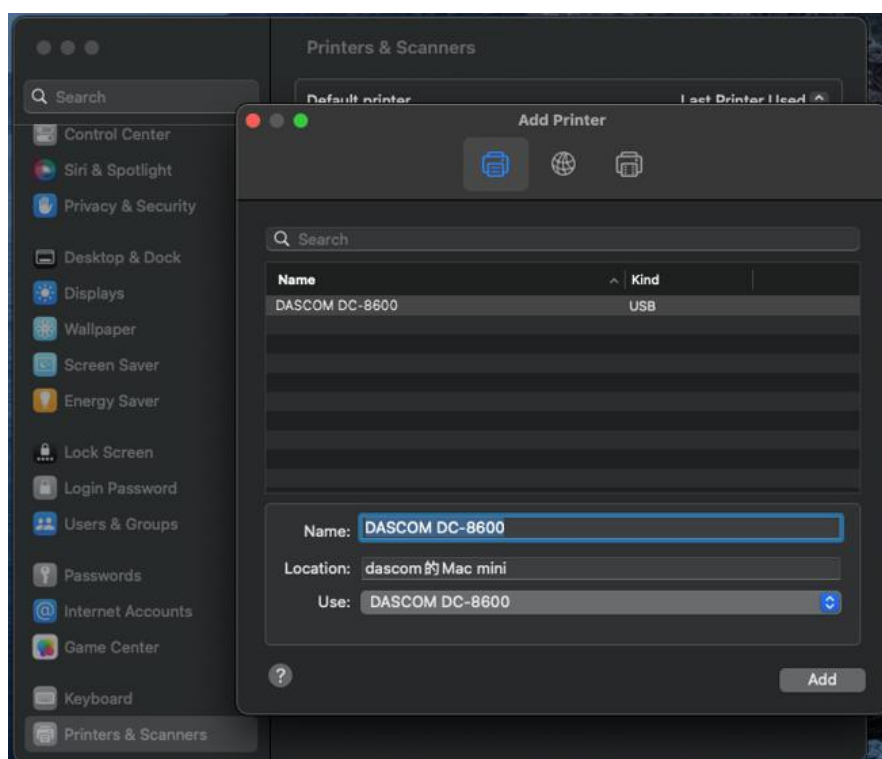 Printers & Scanners
Search
Default printer
Last Printer Used
Control Center
Siri & Spotlight
Privacy & Security
Desktop & Dock
Displays
Wallpaper
Screen Saver
Energy Saver
Lock Screen
Login Password
Users & Groups
Passwords
Internet Accounts
Game Center
Keyboard
Printers & Scanners
Add Printer
Search
Name Kind
DASCOM DC-8600 USB
Name: DASCOM DC-8600
Location: dascom的Mac mini
Use: DASCOM DC-8600
?
Add